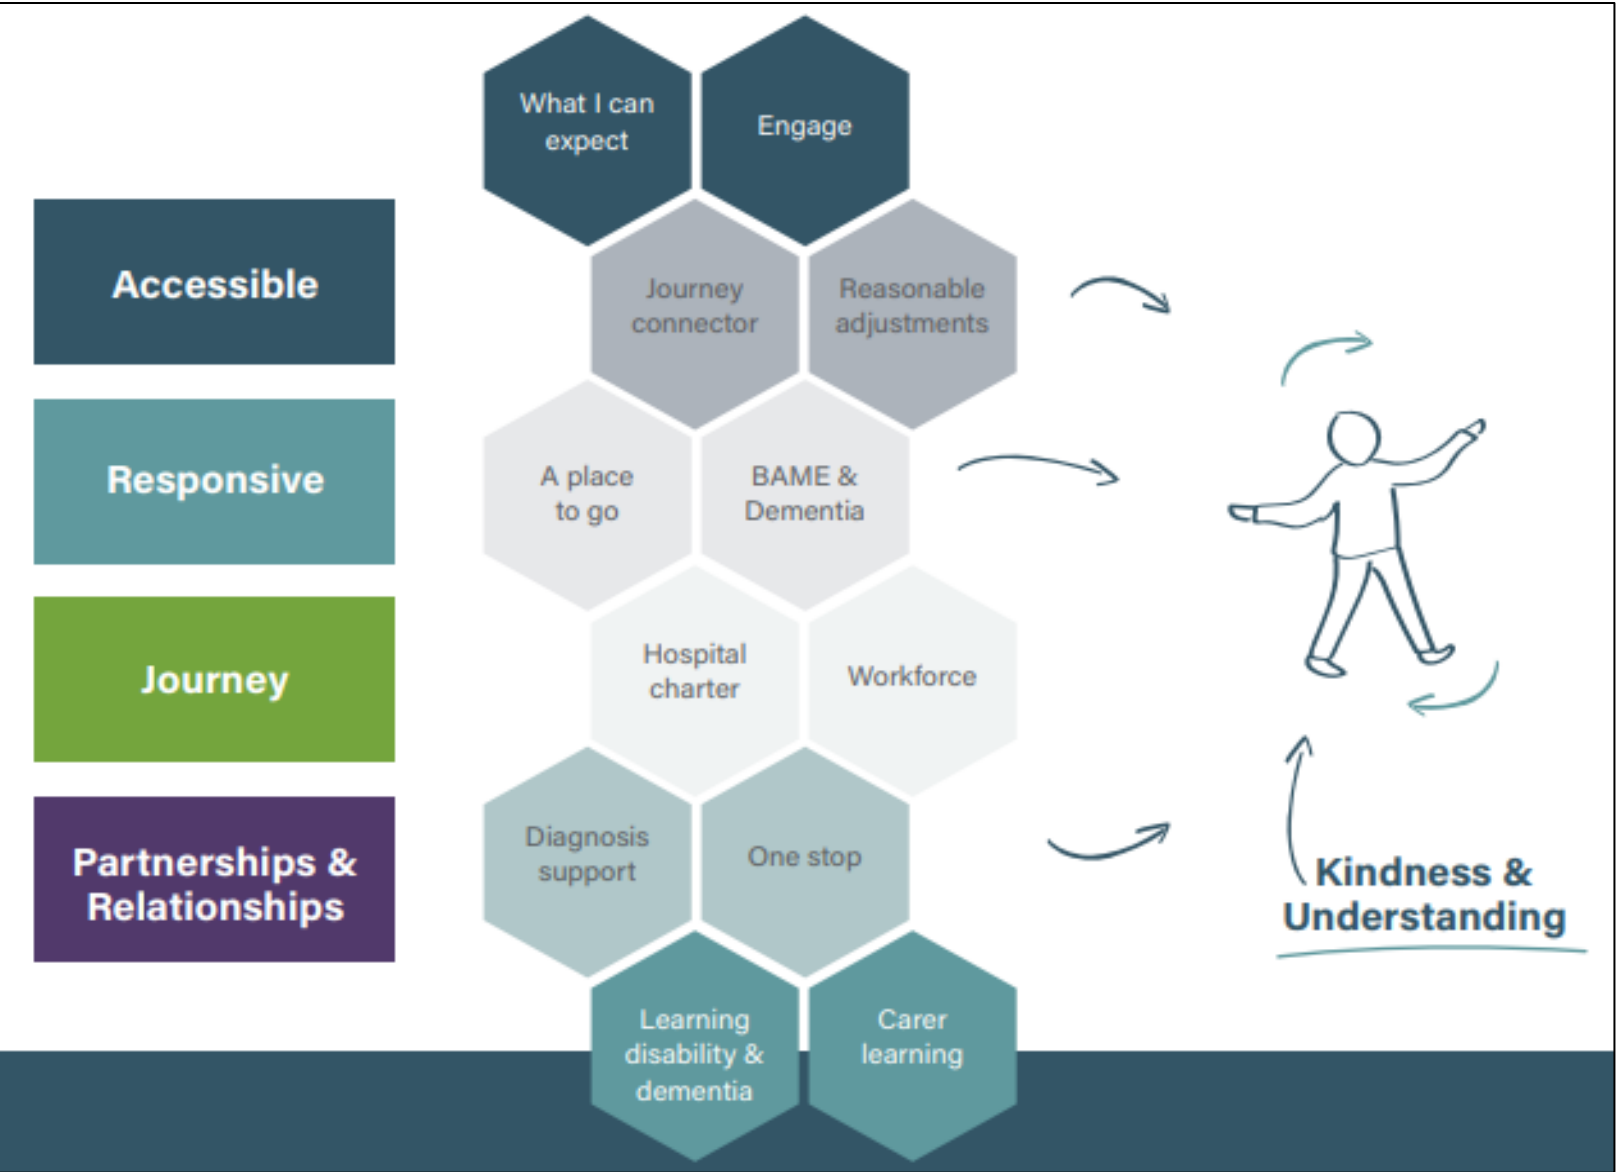 What I can
expect
Engage
Accessible
Journey
connector
Reasonable
adjustments
Responsive
A place
to go
BAME &
Dementia
Journey
Hospital
charter
Workforce
Partnerships &
Relationships
Diagnosis
support
One stop
Kindness &
Understanding
Learning
disability &
dementia
Carer
learning